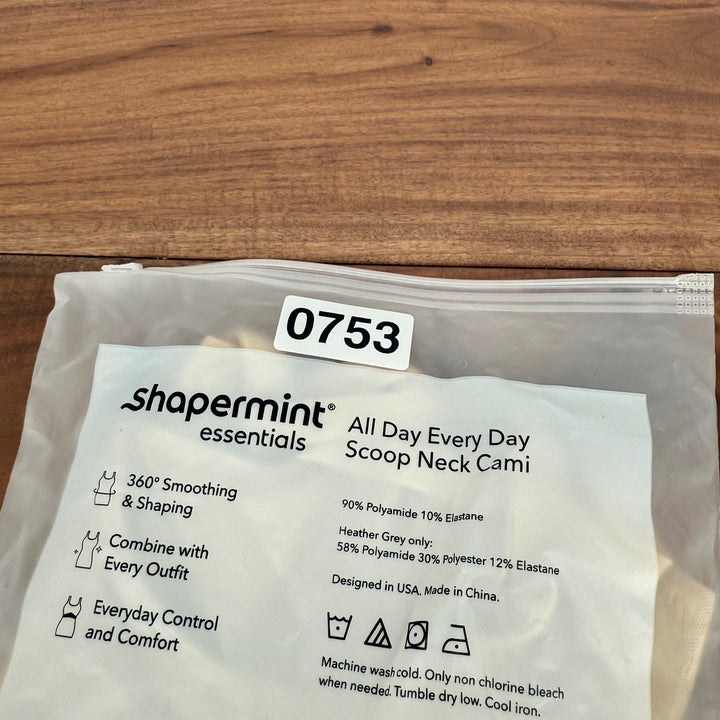 0753
shapermint®
essentials
All Day Every Day
Scoop Neck Cami
360° Smoothing
& Shaping
Combine with
Every Outfit
Everyday Control
and Comfort
90% Polyamide 10% Elastane
Heather Grey only:
58% Polyamide 30% Polyester 12% Elastane
Designed in USA. Made in China.
Machine wash cold. Only non chlorine bleach
when needed. Tumble dry low. Cool iron.